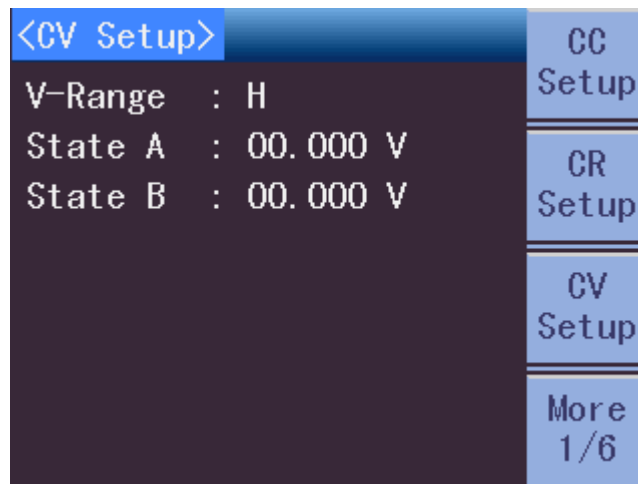 <CV Setup>
V-Range : H
State A : 00.000 V
State B : 00.000 V
CC
Setup
CR
Setup
CV
Setup
More
1/6